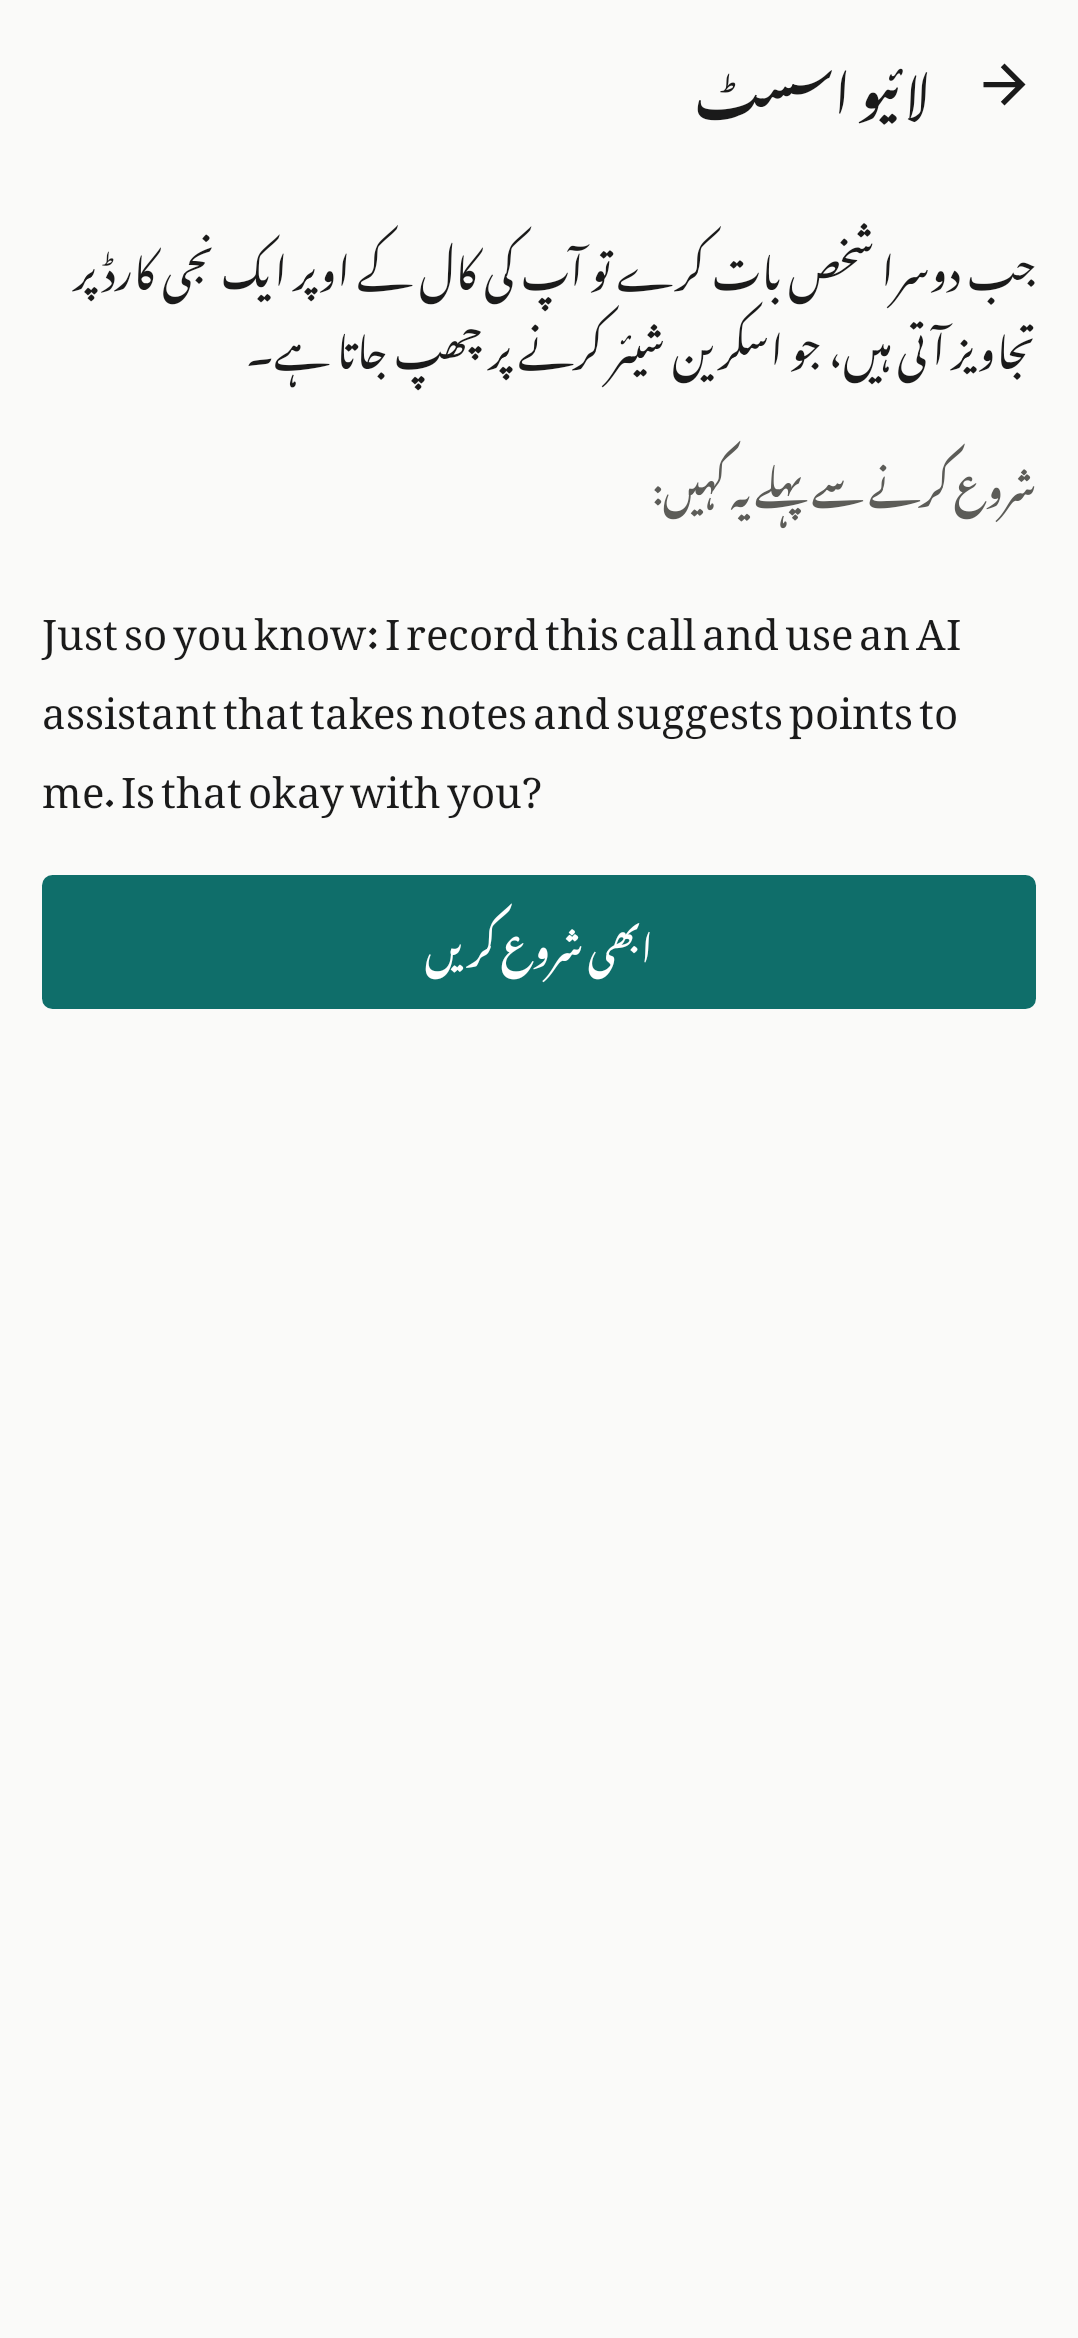 لائیو اسسٹ
جب دوسرا شخص بات کرے تو آپ کی کال کے اوپر ایک نجی کارڈ پر
تجاویز آتی ہیں، جو اسکرین شیئر کرنے پر چھپ جاتا ہے۔
شروع کرنے سے پہلے یہ کہیں:
Just so you know: I record this call and use an AI
assistant that takes notes and suggests points to
me. Is that okay with you?
ابھی شروع کریں